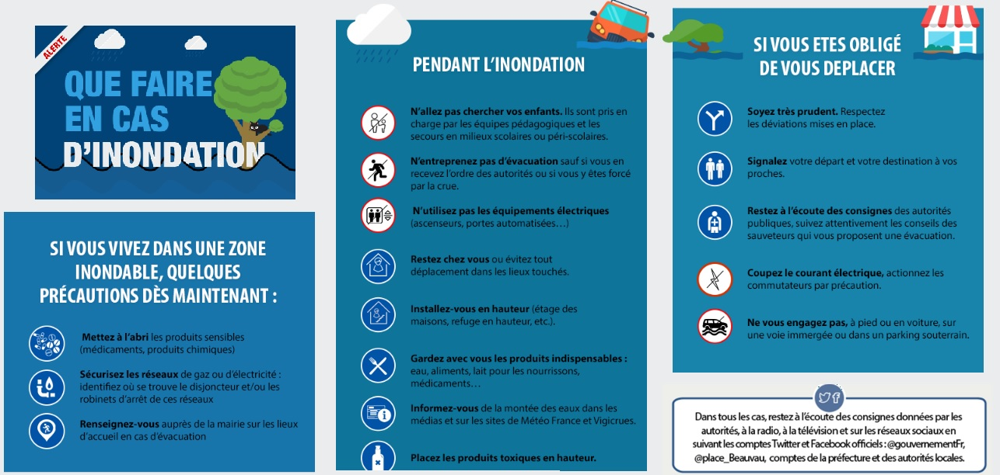 ALERTE
QUE FAIRE
EN CAS
D'INONDATION
SI VOUS VIVEZ DANS UNE ZONE
INONDABLE, QUELQUES
PRÉCAUTIONS DÈS MAINTENANT :
Mettez à l'abri les produits sensibles
(médicaments, produits chimiques)
Sécurisez les réseaux de gaz ou d'électricité :
identifiez où se trouve le disjoncteur et/ou les
robinets d'arrêt de ces réseaux
Renseignez-vous auprès de la mairie sur les lieux
d'accueil en cas d'évacuation
PENDANT L'INONDATION
N'allez pas chercher vos enfants. Ils sont pris en
charge par les équipes pédagogiques et les
secours en milieux scolaires ou péri-scolaires.
N'entreprenez pas d'évacuation sauf si vous en
recevez l'ordre des autorités ou si vous y êtes forcé
par la crue.
N'utilisez pas les équipements électriques
(ascenseurs, portes automatisées…)
Restez chez vous ou évitez tout
déplacement dans les lieux touchés.
Installez-vous en hauteur (étage des
maisons, refuge en hauteur, etc.).
Gardez avec vous les produits indispensables :
eau, aliments, lait pour les nourrissons,
médicaments…
Informez-vous de la montée des eaux dans les
médias et sur les sites de Météo France et Vigicrues.
Placez les produits toxiques en hauteur.
SI VOUS ETES OBLIGÉ
DE VOUS DEPLACER
Soyez très prudent. Respectez
les déviations mises en place.
Signalez votre départ et votre destination à vos
proches.
Restez à l'écoute des consignes des autorités
publiques, suivez attentivement les conseils des
sauveteurs qui vous proposent une évacuation.
Coupez le courant électrique, actionnez les
commutateurs par précaution.
Ne vous engagez pas, à pied ou en voiture, sur
une voie immergée ou dans un parking souterrain.
Dans tous les cas, restez à l'écoute des consignes données par les
autorités, à la radio, à la télévision et sur les réseaux sociaux en
suivant les comptes Twitter et Facebook officiels : @gouvernementFr,
@place_Beauvau, comptes de la préfecture et des autorités locales.